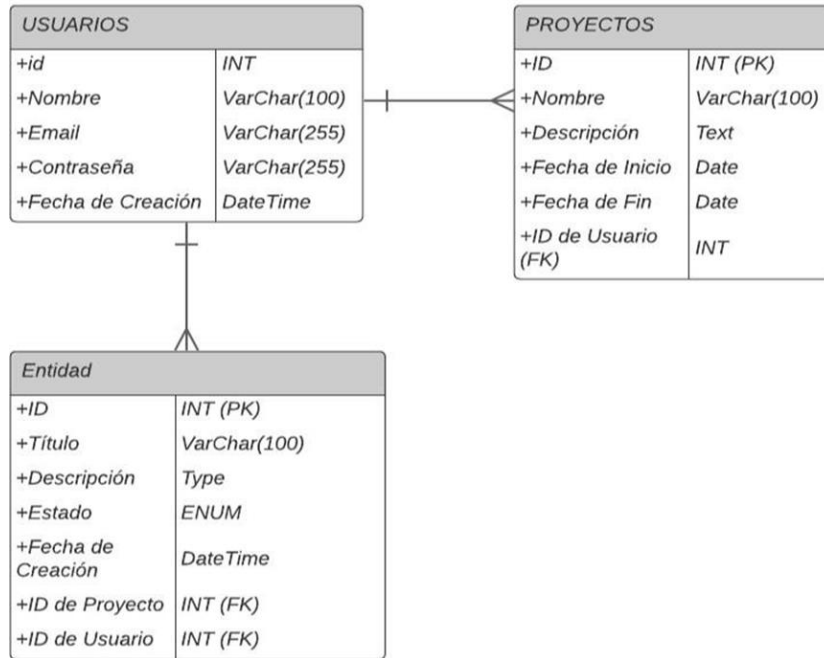 USUARIOS
+id INT
+Nombre VarChar(100)
+Email VarChar(255)
+Contraseña VarChar(255)
+Fecha de Creación DateTime
PROYECTOS
+ID INT (PK)
+Nombre VarChar(100)
+Descripción Text
+Fecha de Inicio Date
+Fecha de Fin Date
+ID de Usuario
(FK) INT
Entidad
+ID INT (PK)
+Título VarChar(100)
+Descripción Type
+Estado ENUM
+Fecha de
Creación DateTime
+ID de Proyecto INT (FK)
+ID de Usuario INT (FK)